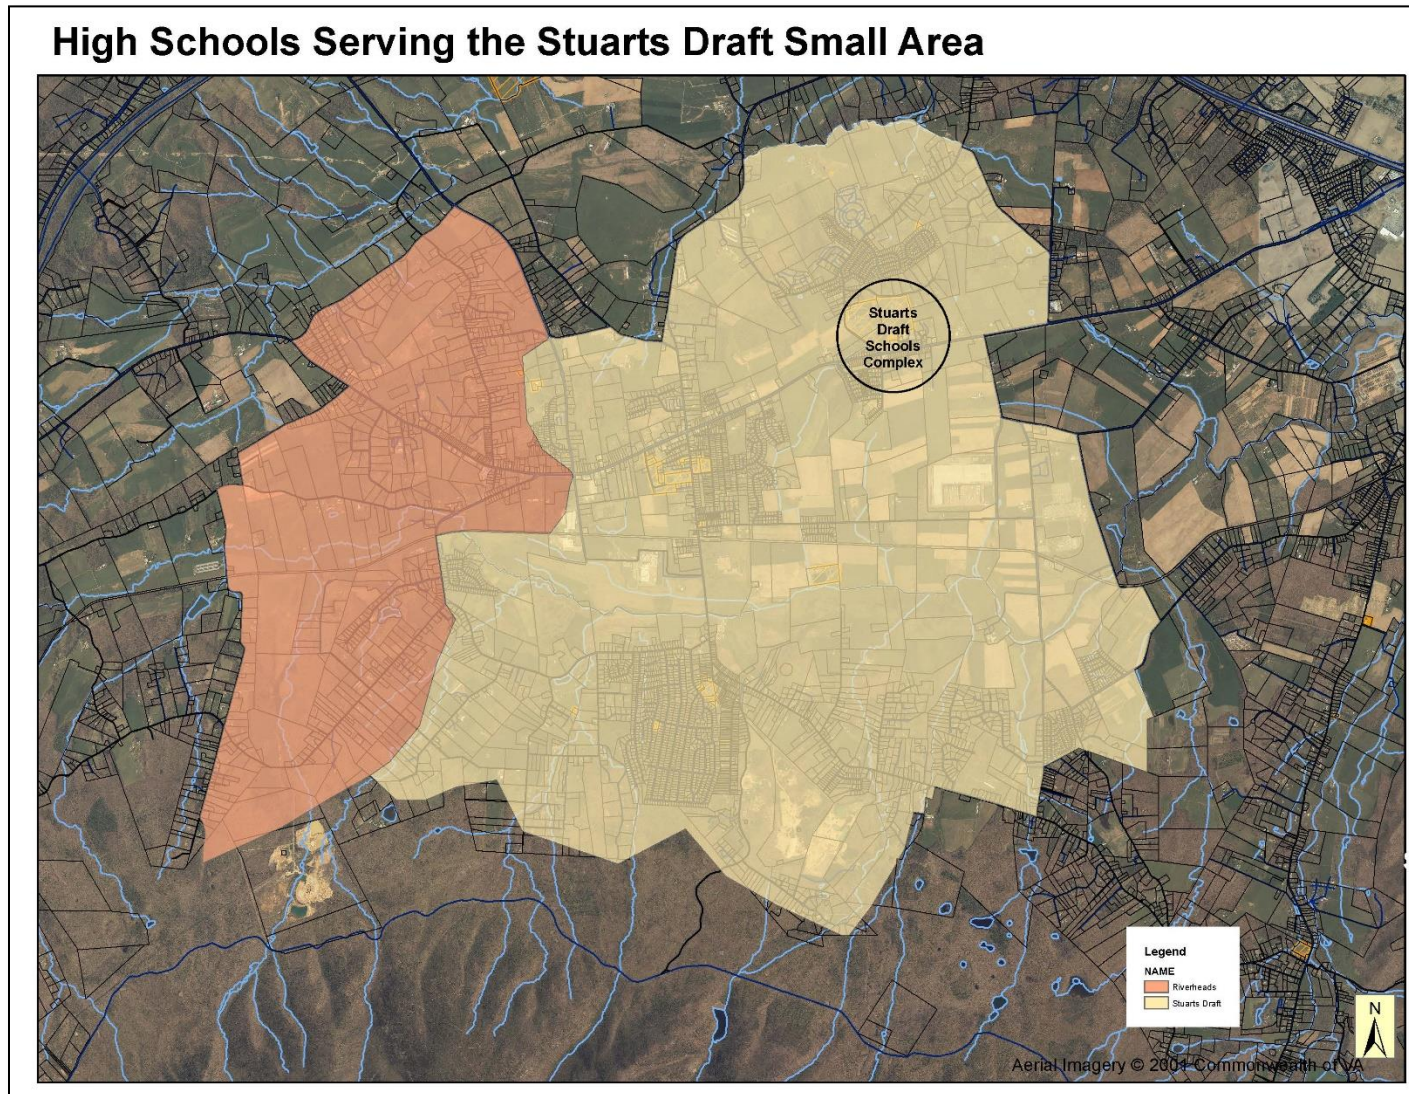 High Schools Serving the Stuarts Draft Small Area
Stuarts
Draft
Schools
Complex
Legend
NAME
Riverheads
Stuarts Draft
N
Aerial Imagery © 2001 Commonwealth of VA